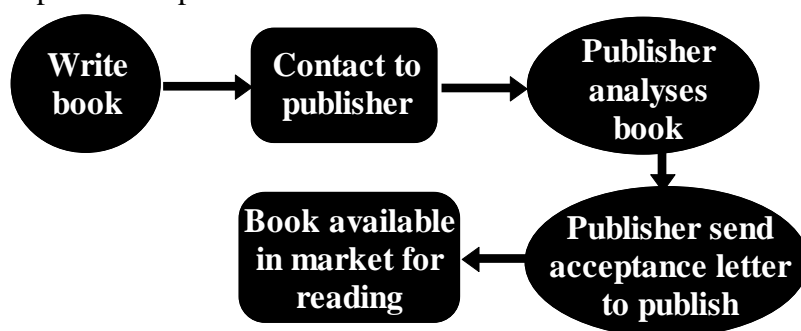 Write
book
Contact to
publisher
Publisher
analyses
book
Publisher send
acceptance letter
to publish
Book available
in market for
reading